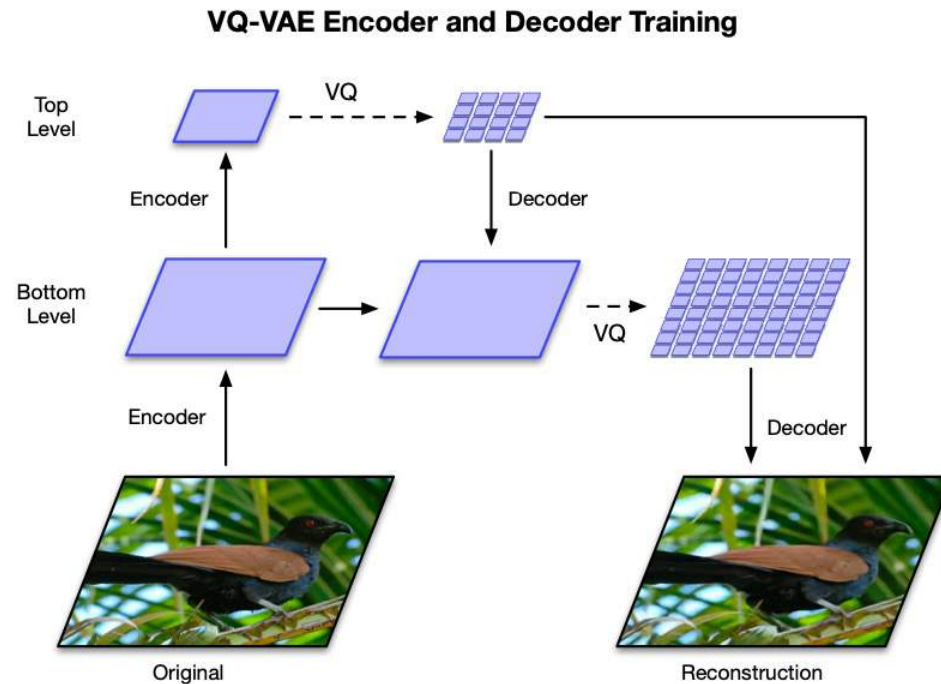 VQ-VAE Encoder and Decoder Training
VQ
Top
Level
Encoder
Decoder
Bottom
Level
VQ
Encoder
Decoder
Original
Reconstruction